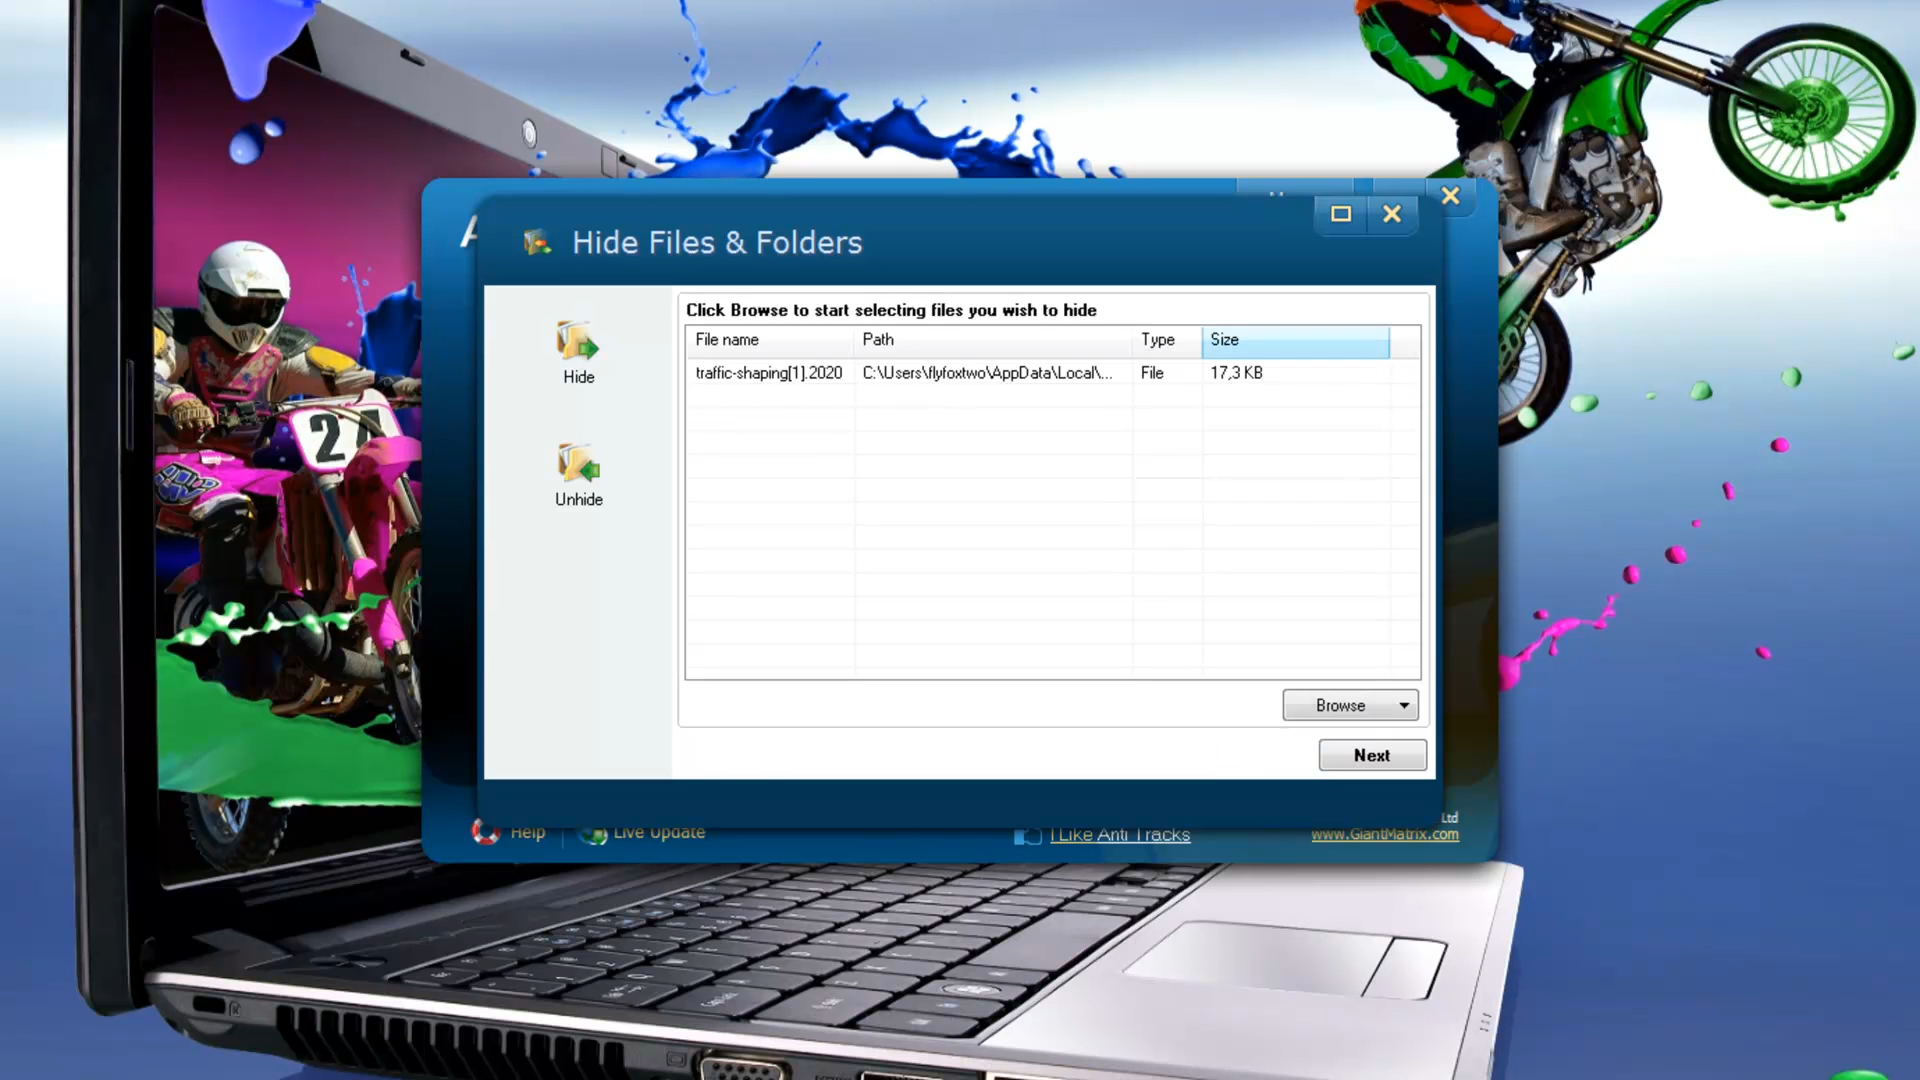 Hide Files & Folders
Hide
Unhide
Click Browse to start selecting files you wish to hide
File name Path Type Size
traffic-shaping[1].2020 C:\Users\flyfoxtwo\AppData\Local\... File 17,3 KB
Browse
Next
Help Live Update I Like Anti Tracks
Ltd
www.GiantMatrix.com